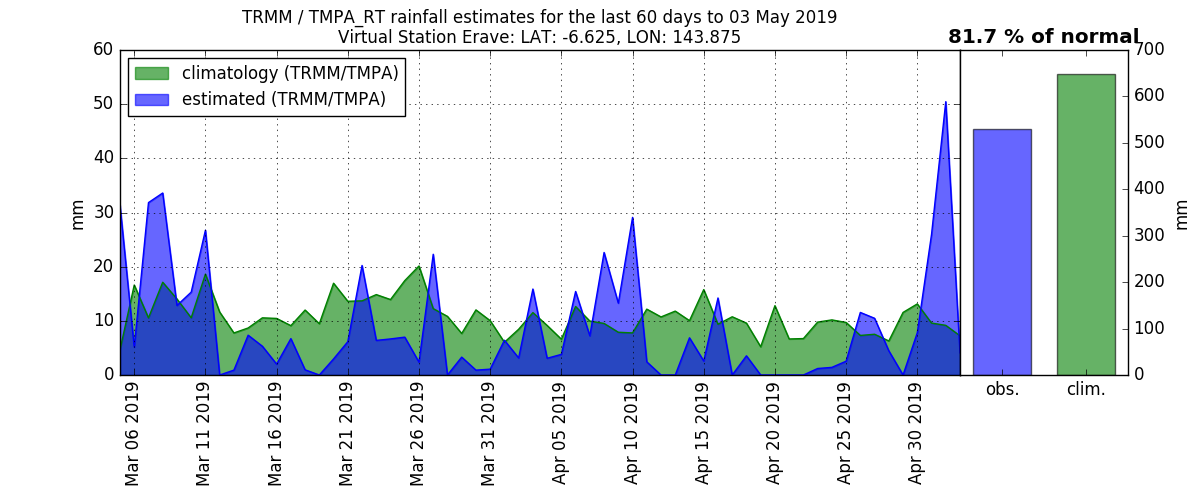 TRMM / TMPA_RT rainfall estimates for the last 60 days to 03 May 2019
Virtual Station Erave: LAT: -6.625, LON: 143.875
81.7 % of normal
climatology (TRMM/TMPA)
estimated (TRMM/TMPA)
mm
60
50
40
30
20
10
0
Mar 06 2019
Mar 11 2019
Mar 16 2019
Mar 21 2019
Mar 26 2019
Mar 31 2019
Apr 05 2019
Apr 10 2019
Apr 15 2019
Apr 20 2019
Apr 25 2019
Apr 30 2019
obs.
clim.
700
600
500
400
300
200
100
0
mm